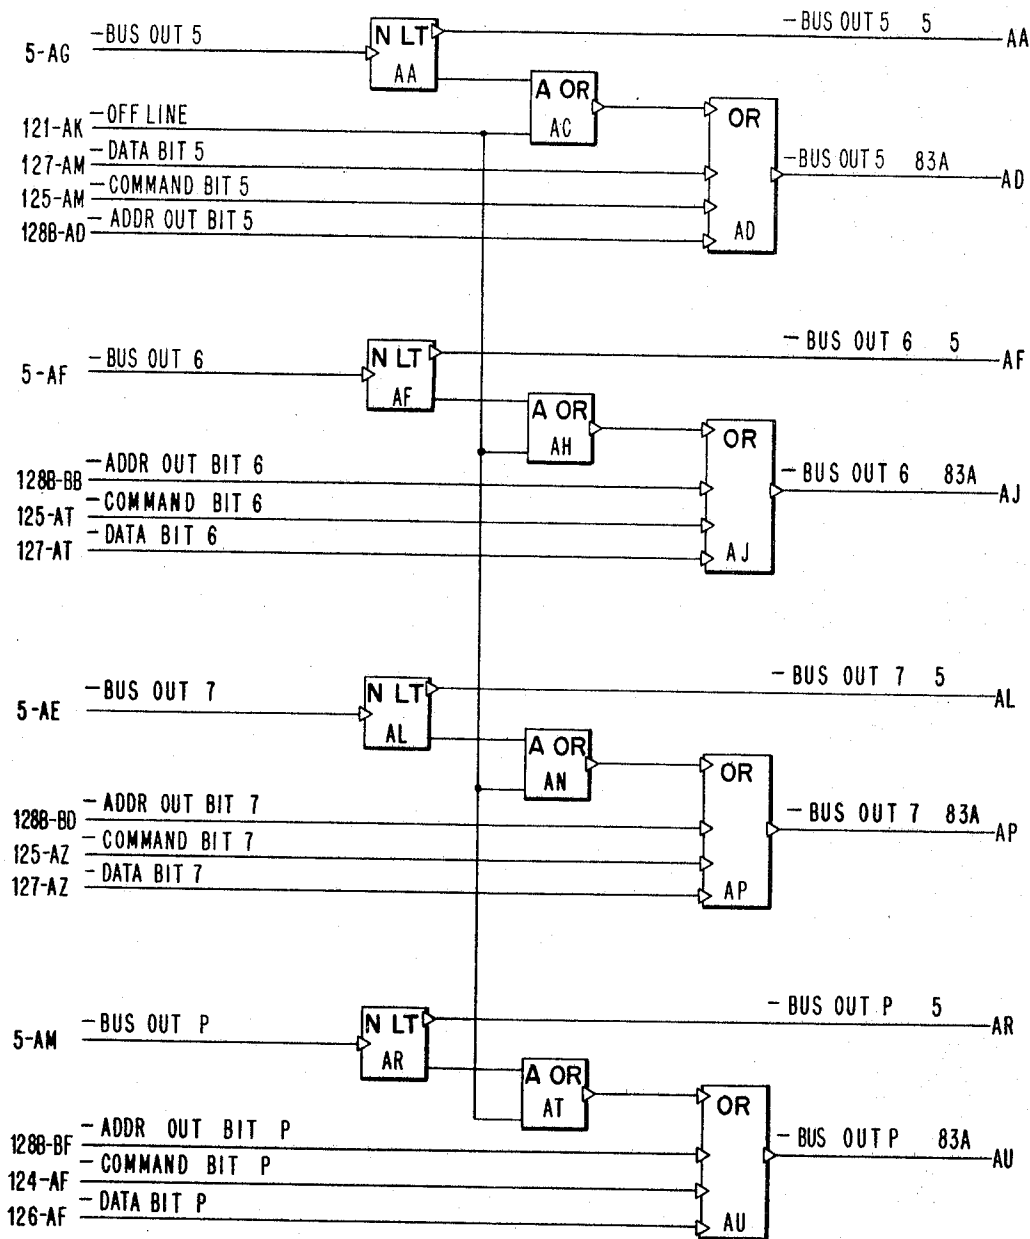 5-AG -BUS OUT 5 N LT AA -BUS OUT 5 5 AA
A OR AC
121-AK -OFF LINE
OR AD
127-AM -DATA BIT 5
-BUS OUT 5 83A AD
125-AM -COMMAND BIT 5
128B-AD -ADDR OUT BIT 5
5-AF -BUS OUT 6 N LT AF -BUS OUT 6 5 AF
A OR AH
OR AJ
128B-BB -ADDR OUT BIT 6
-BUS OUT 6 83A AJ
125-AT -COMMAND BIT 6
127-AT -DATA BIT 6
5-AE -BUS OUT 7 N LT AL -BUS OUT 7 5 AL
A OR AN
OR AP
128B-BD -ADDR OUT BIT 7
-BUS OUT 7 83A AP
125-AZ -COMMAND BIT 7
127-AZ -DATA BIT 7
5-AM -BUS OUT P N LT AR -BUS OUT P 5 AR
A OR AT
OR AU
128B-BF -ADDR OUT BIT P
-BUS OUT P 83A AU
124-AF -COMMAND BIT P
126-AF -DATA BIT P